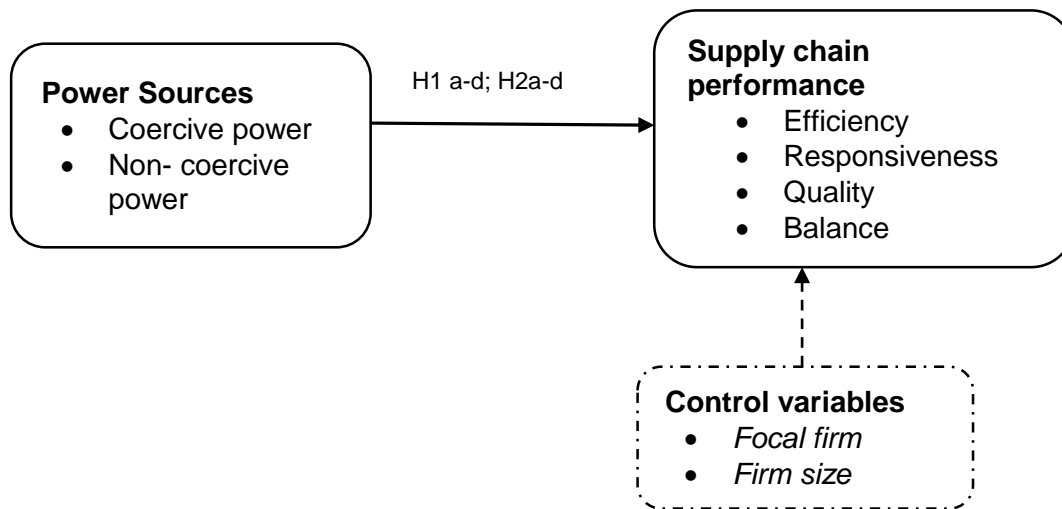 Power Sources
• Coercive power
• Non- coercive
power
H1 a-d; H2a-d
Supply chain
performance
• Efficiency
• Responsiveness
• Quality
• Balance
Control variables
• Focal firm
• Firm size